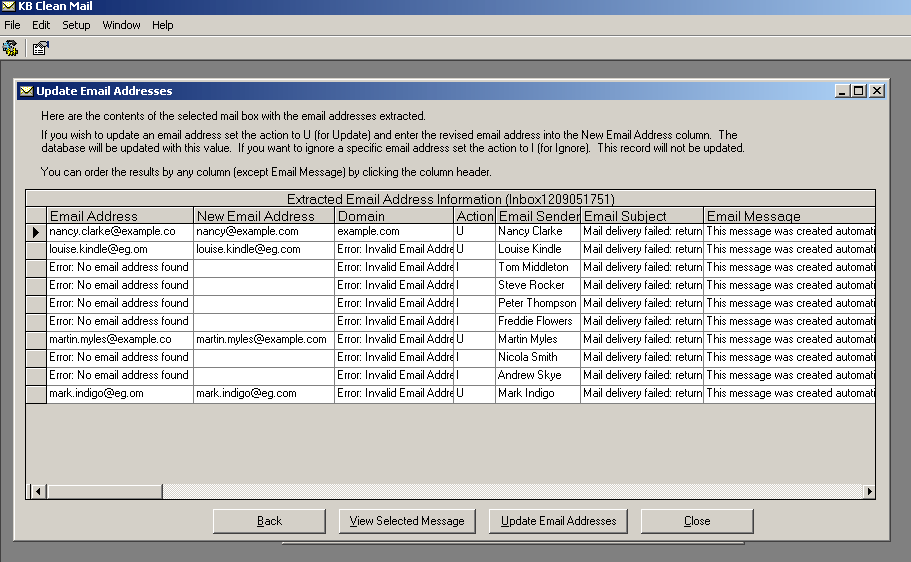 KB Clean Mail
File Edit Setup Window Help
Update Email Addresses
Here are the contents of the selected mail box with the email addresses extracted.
If you wish to update an email address set the action to U (for Update) and enter the revised email address into the New Email Address column. The
database will be updated with this value. If you want to ignore a specific email address set the action to I (for Ignore). This record will not be updated.
You can order the results by any column (except Email Message) by clicking the column header.
Extracted Email Address Information (Inbox1209051751)
Email Address New Email Address Domain Action Email Sender Email Subject Email Message
nancy.clarke@example.co nancy@example.com example.com U Nancy Clarke Mail delivery failed: return This message was created automati
louise.kindle@eg.om louise.kindle@eg.com Error: Invalid Email Addre U Louise Kindle Mail delivery failed: return This message was created automati
Error: No email address found Error: Invalid Email Addre I Tom Middleton Mail delivery failed: return This message was created automati
Error: No email address found Error: Invalid Email Addre I Steve Rocker Mail delivery failed: return This message was created automati
Error: No email address found Error: Invalid Email Addre I Peter Thompson Mail delivery failed: return This message was created automati
Error: No email address found Error: Invalid Email Addre I Freddie Flowers Mail delivery failed: return This message was created automati
martin.myles@example.co martin.myles@example.com Error: Invalid Email Addre U Martin Myles Mail delivery failed: return This message was created automati
Error: No email address found Error: Invalid Email Addre I Nicola Smith Mail delivery failed: return This message was created automati
Error: No email address found Error: Invalid Email Addre I Andrew Skye Mail delivery failed: return This message was created automati
mark.indigo@eg.om mark.indigo@eg.com Error: Invalid Email Addre U Mark Indigo Mail delivery failed: return This message was created automati
Back View Selected Message Update Email Addresses Close